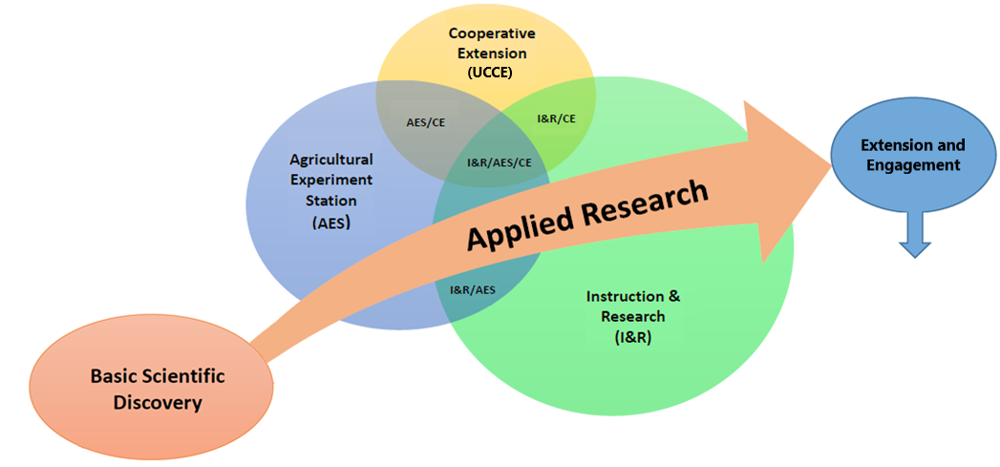 Cooperative
Extension
(UCCE)
AES/CE
I&R/CE
I&R/AES/CE
Agricultural
Experiment
Station
(AES)
Applied Research
Extension and
Engagement
I&R/AES
Instruction &
Research
(I&R)
Basic Scientific
Discovery